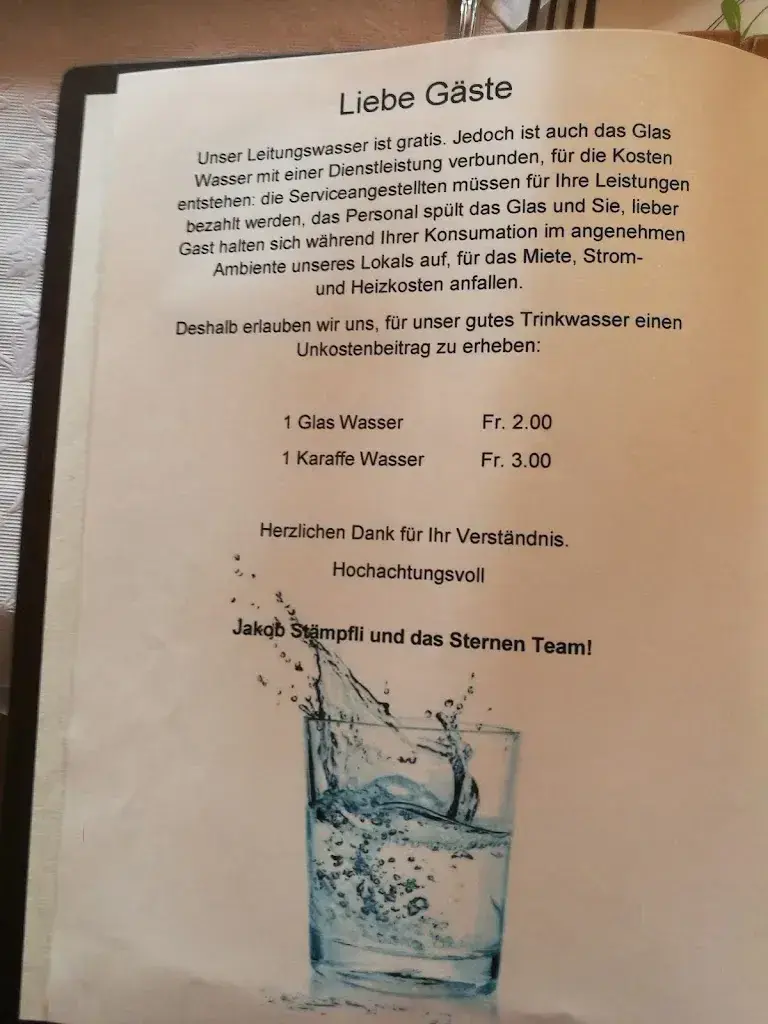 Liebe Gäste
Unser Leitungswasser ist gratis. Jedoch ist auch das Glas
Wasser mit einer Dienstleistung verbunden, für die Kosten
entstehen: die Serviceangestellten müssen für Ihre Leistungen
bezahlt werden, das Personal spült das Glas und Sie, lieber
Gast halten sich während Ihrer Konsumation im angenehmen
Ambiente unseres Lokals auf, für das Miete, Strom-
und Heizkosten anfallen.
Deshalb erlauben wir uns, für unser gutes Trinkwasser einen
Unkostenbeitrag zu erheben:
1 Glas Wasser Fr. 2.00
1 Karaffe Wasser Fr. 3.00
Herzlichen Dank für Ihr Verständnis.
Hochachtungsvoll
Jakob Stämpfli und das Sternen Team!